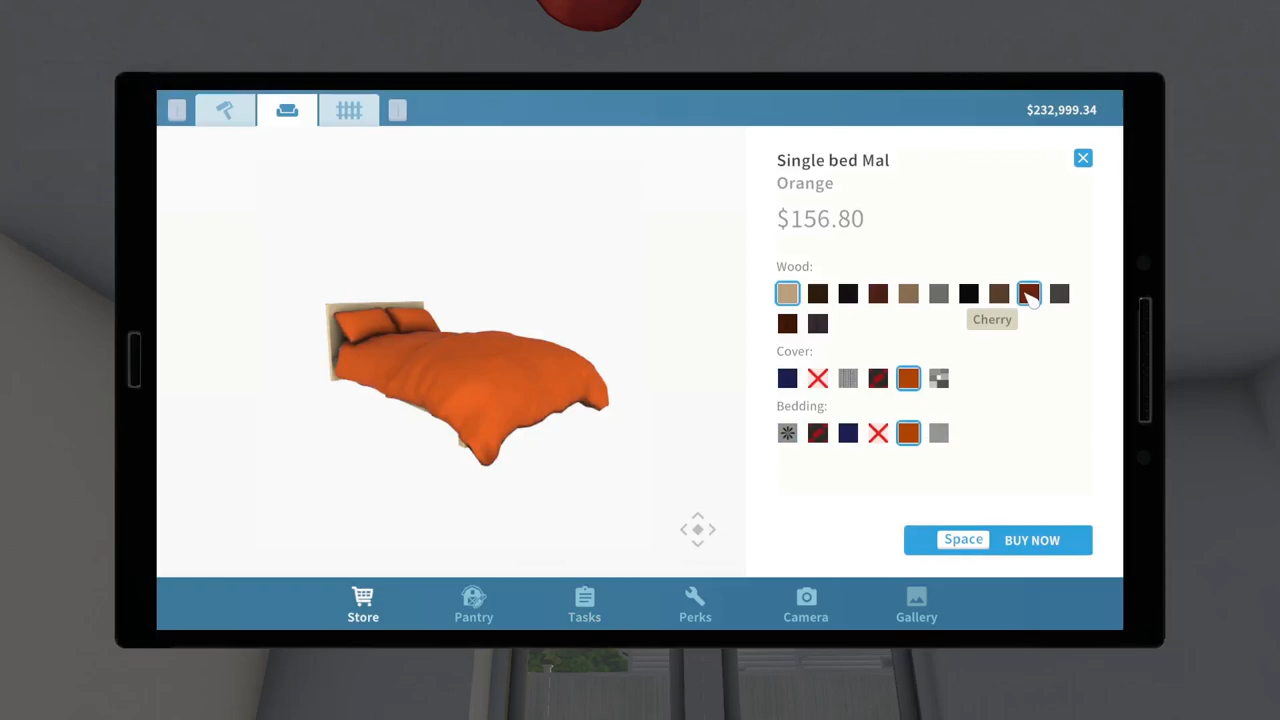 $232,999.34
Single bed Mal
Orange
$156.80
Wood:
Cherry
Cover:
Bedding:
Space BUY NOW
Store Pantry Tasks Perks Camera Gallery